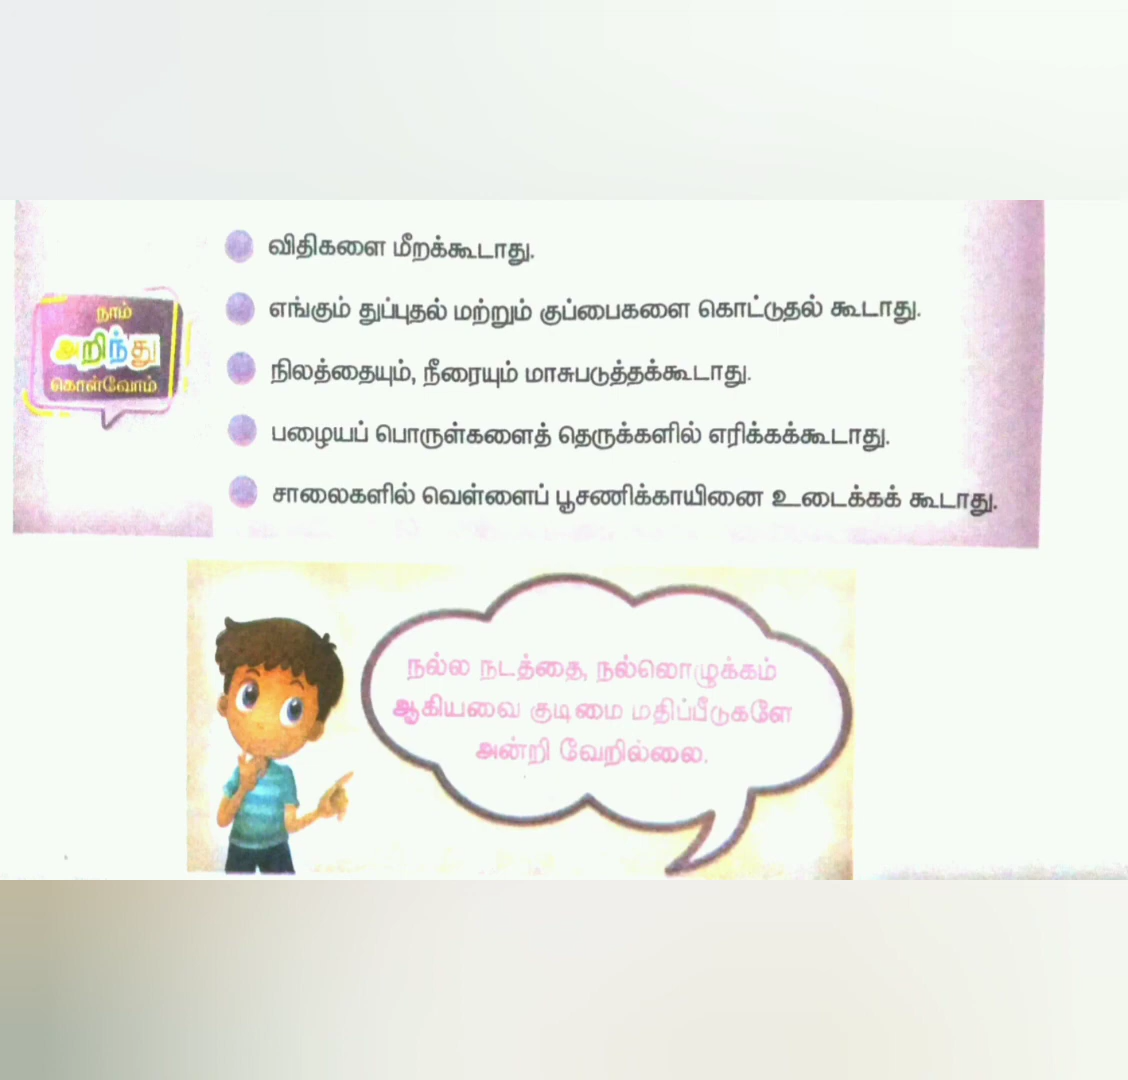 விதிகளை மீறக்கூடாது.
எங்கும் துப்புதல் மற்றும் குப்பைகளை கொட்டுதல் கூடாது.
நாம்
அறிந்து
கொள்வோம்
நிலத்தையும், நீரையும் மாசுபடுத்தக்கூடாது.
பழையப் பொருள்களைத் தெருக்களில் எரிக்கக்கூடாது.
சாலைகளில் வெள்ளைப் பூசணிக்காயினை உடைக்கக் கூடாது.
நல்ல நடத்தை, நல்லொழுக்கம்
ஆகியவை குடிமை மதிப்பீடுகளே
அன்றி வேறில்லை.